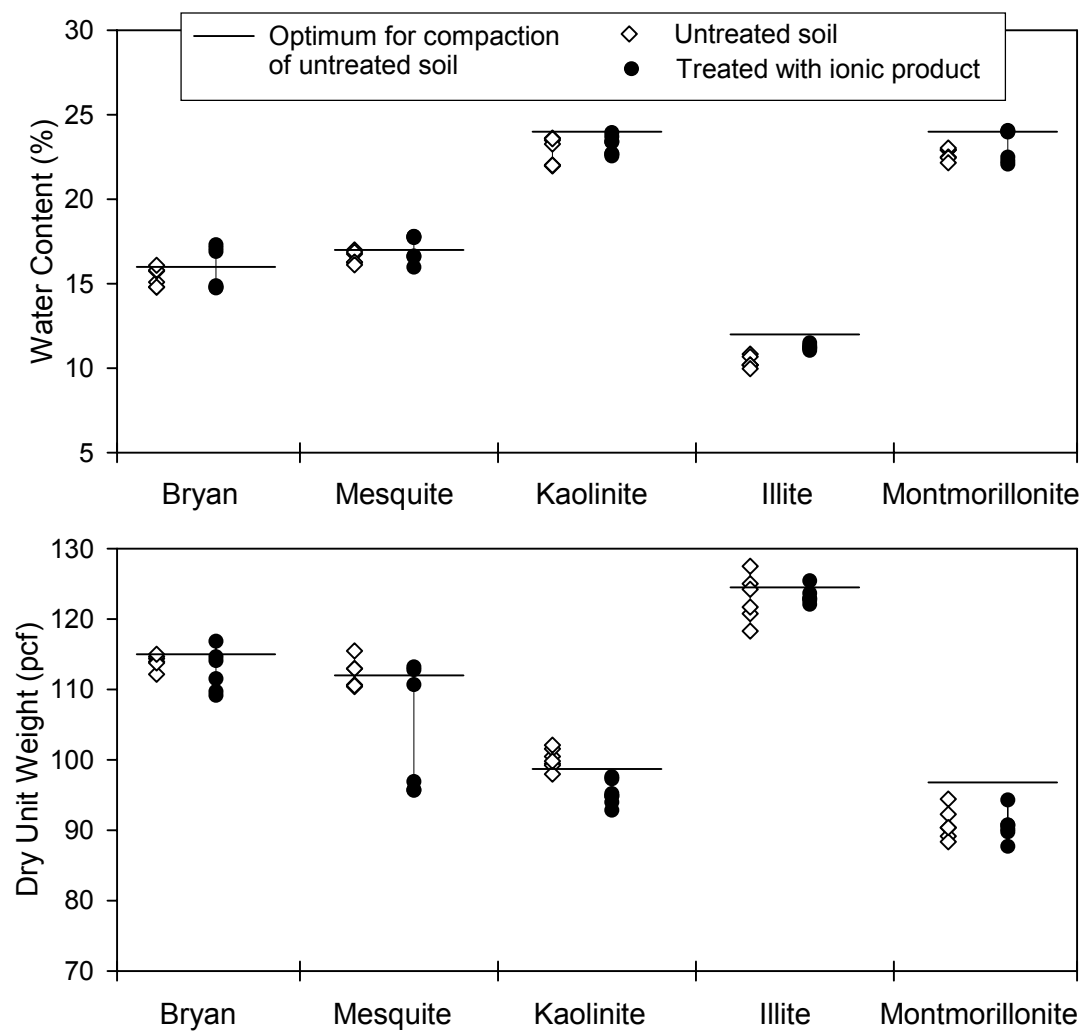 30
Optimum for compaction
of untreated soil
Untreated soil
Treated with ionic product
25
20
15
10
5
Water Content (%)
Bryan Mesquite Kaolinite Illite Montmorillonite
130
120
110
100
90
80
70
Dry Unit Weight (pcf)
Bryan Mesquite Kaolinite Illite Montmorillonite